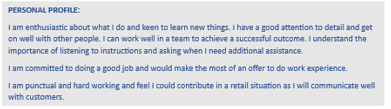 PERSONAL PROFILE:
I am enthusiastic about what I do and keen to learn new things. I have a good attention to detail and get
on well with other people. I can work well in a team to achieve a successful outcome. I understand the
importance of listening to instructions and asking when I need additional assistance.
I am committed to doing a good job and would make the most of an offer to do work experience.
I am punctual and hard working and feel I could contribute in a retail situation as I will communicate well
with customers.